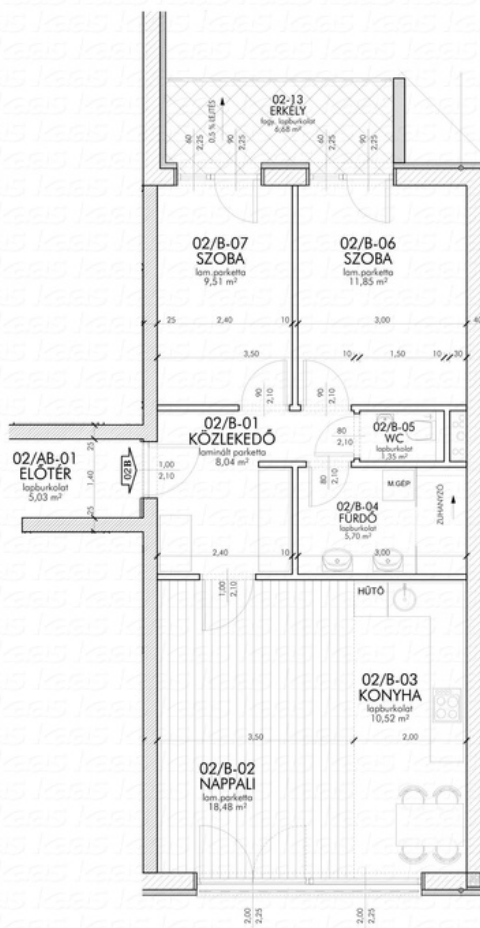 02-13
ERKÉLY
fagy. lapburkolat
6,68 m²
60
2,25
0,5 % LEJTÉS
90
2,25
60
2,25
90
2,25
02/B-07
SZOBA
lam.parketta
9,51 m²
02/B-06
SZOBA
lam.parketta
11,85 m²
25
2,40
10
3,00
40
3,50
10
1,50
10
30
90
2,10
90
2,10
02/B-01
KÖZLEKEDŐ
laminált parketta
8,04 m²
80
2,10
02/B-05
WC
lapburkolat
1,35 m²
02/AB-01
ELŐTÉR
lapburkolat
5,03 m²
25
1,40
25
02B
1,00
2,10
80
2,10
M.GÉP
02/B-04
FÜRDŐ
lapburkolat
5,70 m²
ZUHANYZÓ
2,40
10
3,00
1,00
2,10
HŰTŐ
02/B-03
KONYHA
lapburkolat
10,52 m²
3,50
2,00
02/B-02
NAPPALI
lam.parketta
18,48 m²
2,00
2,25
2,00
2,25